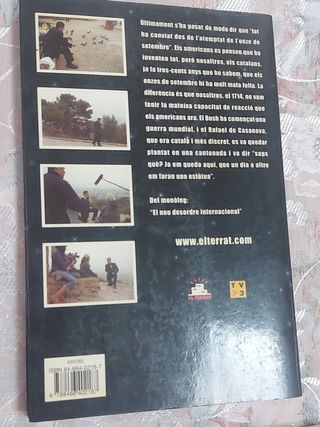 Últimament s'ha posat de moda dir que "tot
ha canviat des de l'atemptat de l'onze de
setembre". Els americans es pensen que ho
inventen tot, però nosaltres, els catalans,
ja fa tres-cents anys que ho sabem, que els
onzes de setembre hi ha molt mala folla. La
diferència és que nosaltres, el 1714, no vam
tenir la mateixa capacitat de reacció que
els americans ara. El Bush ha començat una
guerra mundial, i el Rafael de Casanova,
que era català i més discret, es va quedar
plantat en una cantonada i va dir "saps
què? Jo em quedo aquí, que un dia o altre
em faran una estàtua".
Del monòleg:
"El nou desordre internacional"
www.elterrat.com
EL TERRAT
TV
3
465080
ISBN 84-664-0218-7
9788466402187